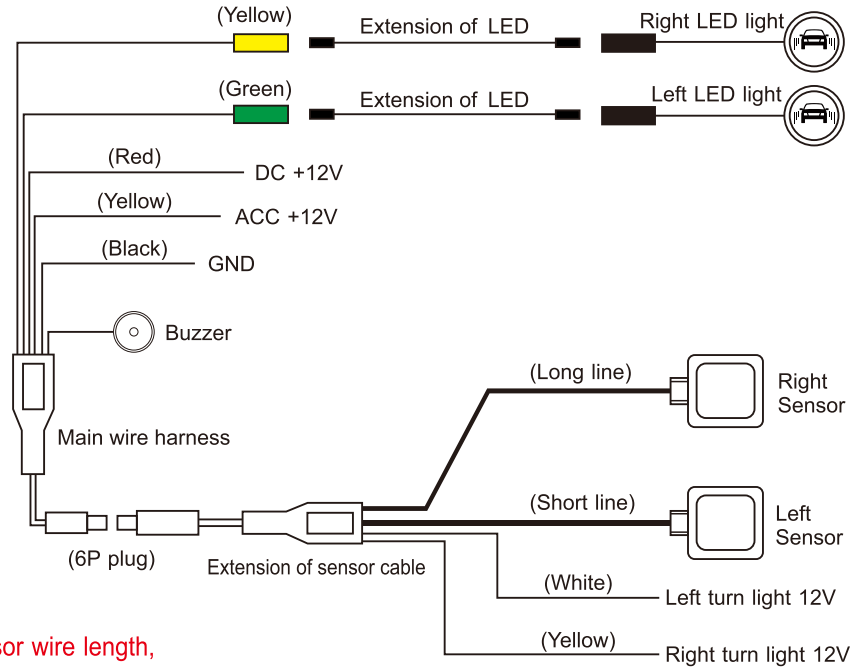 (Yellow)
Extension of LED
Right LED light
(Green)
Extension of LED
Left LED light
(Red)
DC +12V
(Yellow)
ACC +12V
(Black)
GND
Buzzer
(Long line)
Right
Sensor
Main wire harness
(Short line)
Left
Sensor
(6P plug)
Extension of sensor cable
(White)
Left turn light 12V
(Yellow)
Right turn light 12V
sor wire length,